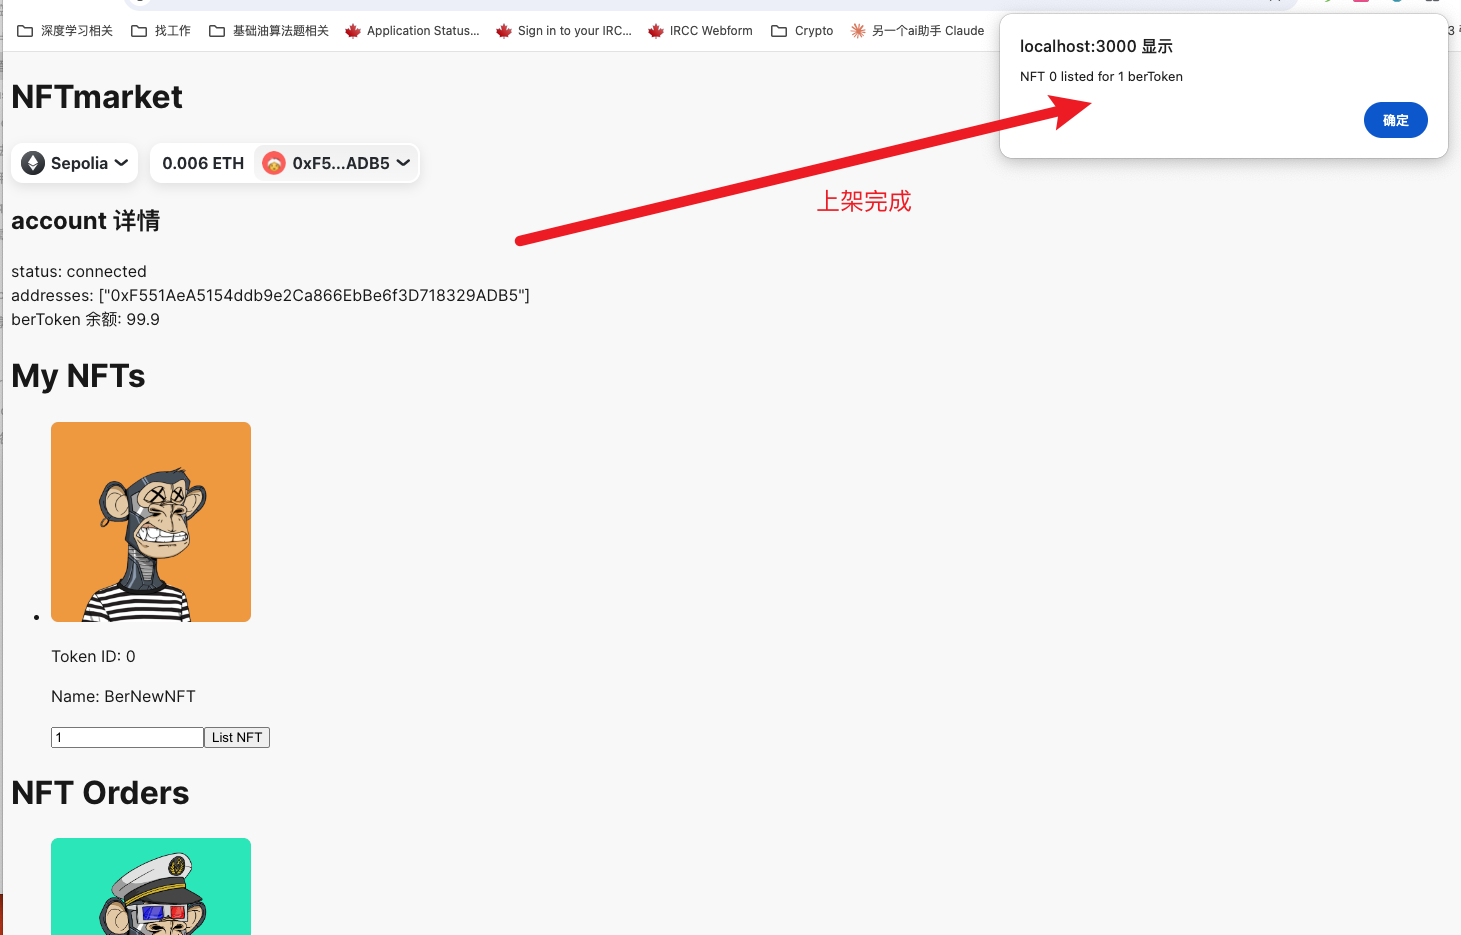 深度学习相关 找工作 基础油算法题相关 Application Status... Sign in to your IRC... IRCC Webform Crypto 另一个ai助手 Claude
localhost:3000 显示
NFT 0 listed for 1 berToken
确定
NFTmarket
Sepolia 0.006 ETH 0xF5...ADB5
上架完成
account 详情
status: connected
addresses: ["0xF551AeA5154ddb9e2Ca866EbBe6f3D718329ADB5"]
berToken 余额: 99.9
My NFTs
Token ID: 0
Name: BerNewNFT
1 List NFT
NFT Orders